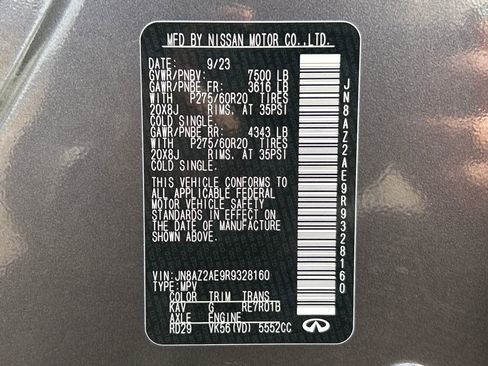 MFD BY NISSAN MOTOR CO.,LTD.
DATE: 9/23
GVWR/PNBV: 7500 LB
GAWR/PNBE FR: 3616 LB
WITH P275/60R20 TIRES
20X8J RIMS, AT 35PSI
COLD SINGLE.
GAWR/PNBE RR: 4343 LB
WITH P275/60R20 TIRES
20X8J RIMS, AT 35PSI
COLD SINGLE.
THIS VEHICLE CONFORMS TO
ALL APPLICABLE FEDERAL
MOTOR VEHICLE SAFETY
STANDARDS IN EFFECT ON
THE DATE OF MANUFACTURE
SHOWN ABOVE.
VIN:JN8AZ2AE9R9328160
TYPE:MPV
COLOR TRIM TRANS
KAV G RE7R01B
AXLE ENGINE
RD29 VK56(VD) 5552CC
JN8AZ2AE9R9328160